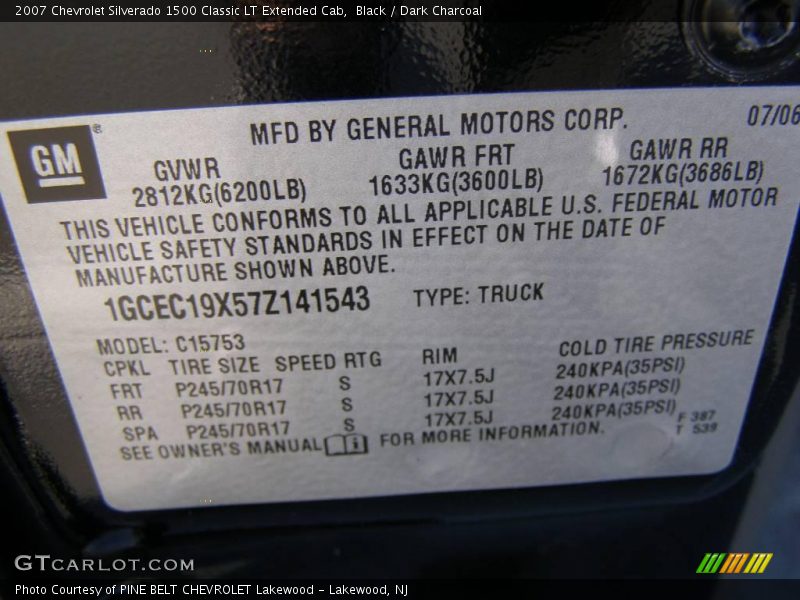 2007 Chevrolet Silverado 1500 Classic LT Extended Cab, Black / Dark Charcoal
07/06
MFD BY GENERAL MOTORS CORP.
GM®
GVWR GAWR FRT GAWR RR
2812KG(6200LB) 1633KG(3600LB) 1672KG(3686LB)
THIS VEHICLE CONFORMS TO ALL APPLICABLE U.S. FEDERAL MOTOR
VEHICLE SAFETY STANDARDS IN EFFECT ON THE DATE OF
MANUFACTURE SHOWN ABOVE.
1GCEC19X57Z141543 TYPE: TRUCK
MODEL: C15753
CPKL TIRE SIZE SPEED RTG RIM COLD TIRE PRESSURE
FRT P245/70R17 S 17X7.5J 240KPA(35PSI)
RR P245/70R17 S 17X7.5J 240KPA(35PSI)
SPA P245/70R17 S 17X7.5J 240KPA(35PSI)
SEE OWNER'S MANUAL FOR MORE INFORMATION.
F 387
T 539
GTCARLOT.COM
Photo Courtesy of PINE BELT CHEVROLET Lakewood - Lakewood, NJ